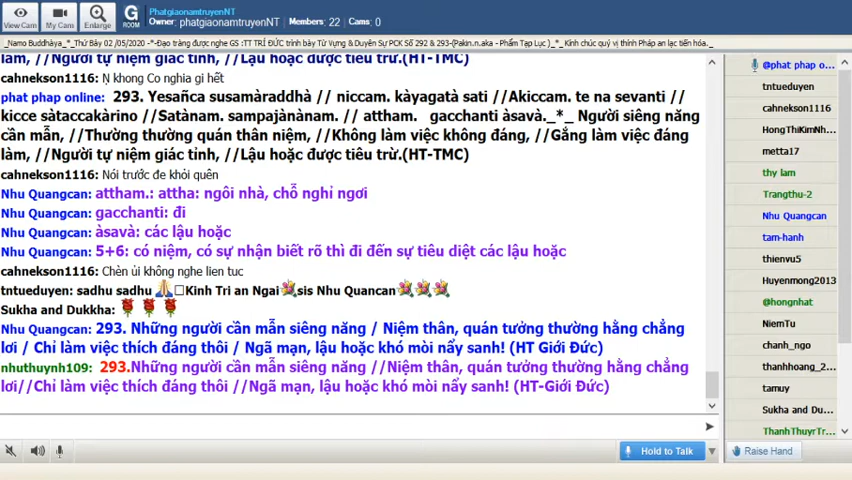 View Cam
My Cams
Enlarge
G
ROOM
PhatgiaonamtruyenNT
Owner: phatgiaonamtruyenNT | Members: 22 | Cams: 0
_Namo Buddhàya_*_Thứ Bảy 02 /05/2020 -*-Đạo tràng được nghe GS :TT TRÍ ĐỨC trình bày Từ Vựng & Duyên Sự PCK Số 292 & 293-(Pakin.n.aka - Phẩm Tạp Lục )_*_ Kính chúc quý vị thính Pháp an lạc tiến hóa._
làm, //Người tự niệm giác tỉnh, //Lậu hoặc được tiêu trừ.(HT-TMC)
cahnekson1116: Ṇ khong Co nghia gi hết
phat phap online: 293. Yesañca susamàraddhà // niccam. kàyagatà sati // Akiccam. te na sevanti //
kicce sàtaccakàrino //Satànam. sampajànànam. // attham. gacchanti àsavà._*_ Người siêng năng
cần mẫn, //Thường thường quán thân niệm, //Không làm việc không đáng, //Gắng làm việc đáng
làm, //Người tự niệm giác tỉnh, //Lậu hoặc được tiêu trừ.(HT-TMC)
cahnekson1116: Nói trước đe khỏi quên
Nhu Quangcan: attham.: attha: ngôi nhà, chỗ nghỉ ngơi
Nhu Quangcan: gacchanti: đi
Nhu Quangcan: àsavà: các lậu hoặc
Nhu Quangcan: 5+6: có niệm, có sự nhận biết rõ thì đi đến sự tiêu diệt các lậu hoặc
cahnekson1116: Chèn ủi không nghe lien tuc
tntueduyen: sadhu sadhu Kinh Tri an Ngai sis Nhu Quancan
Sukha and Dukkha:
Nhu Quangcan: 293. Những người cần mẫn siêng năng / Niệm thân, quán tưởng thường hằng chẳng
lơi / Chỉ làm việc thích đáng thôi / Ngã mạn, lậu hoặc khó mòi nẩy sanh! (HT Giới Đức)
nhuthuynh109: 293.Những người cần mẫn siêng năng //Niệm thân, quán tưởng thường hằng chẳng
lơi//Chỉ làm việc thích đáng thôi //Ngã mạn, lậu hoặc khó mòi nẩy sanh! (HT-Giới Đức)
Hold to Talk
@phat phap o...
tntueduyen
cahnekson1116
HongThiKimNh...
metta17
thy lam
Trangthu-2
Nhu Quangcan
tam-hanh
thienvu5
Huyenmong2013
@hongnhat
NiemTu
chanh_ngo
thanhhoang_2...
tamuy
Sukha and Du...
ThanhThuyrTr...
Raise Hand